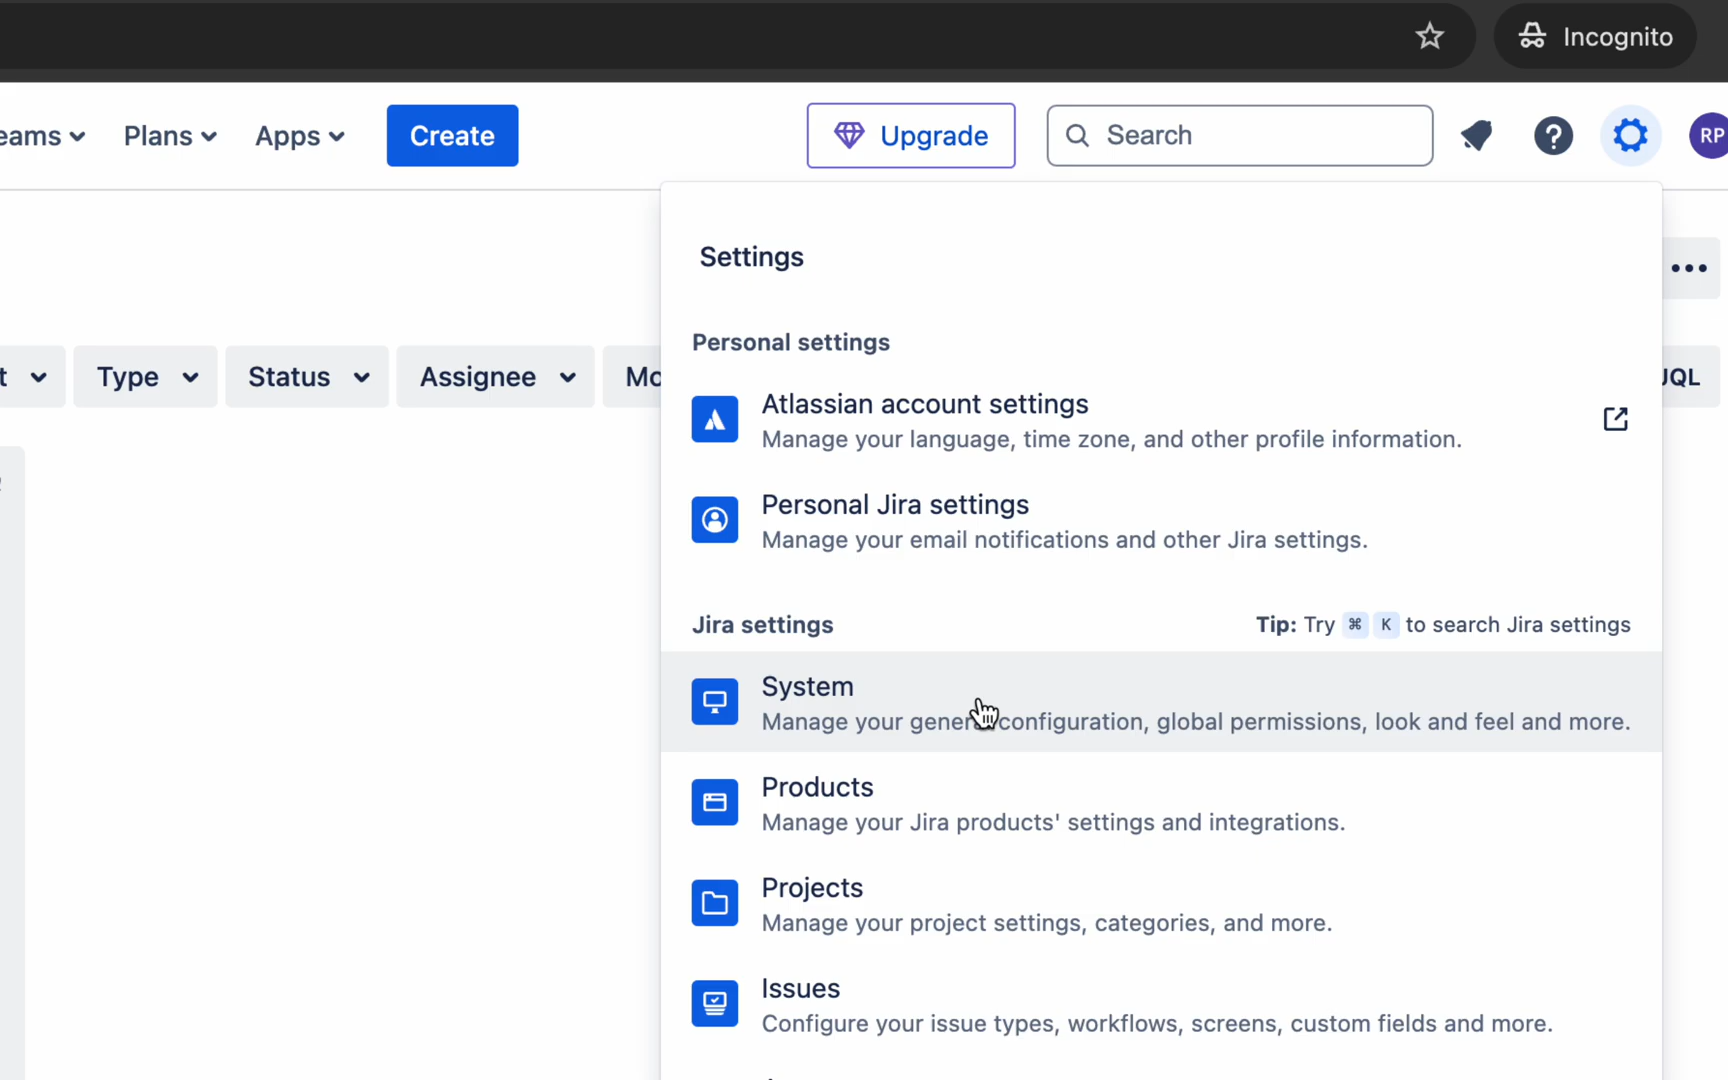 Incognito
Plans
Apps
Create
Upgrade
Search
RP
Settings
Personal settings
Type
Status
Assignee
Atlassian account settings
Manage your language, time zone, and other profile information.
Personal Jira settings
Manage your email notifications and other Jira settings.
Jira settings
Tip: Try ⌘ K to search Jira settings
System
Manage your gener configuration, global permissions, look and feel and more.
Products
Manage your Jira products' settings and integrations.
Projects
Manage your project settings, categories, and more.
Issues
Configure your issue types, workflows, screens, custom fields and more.